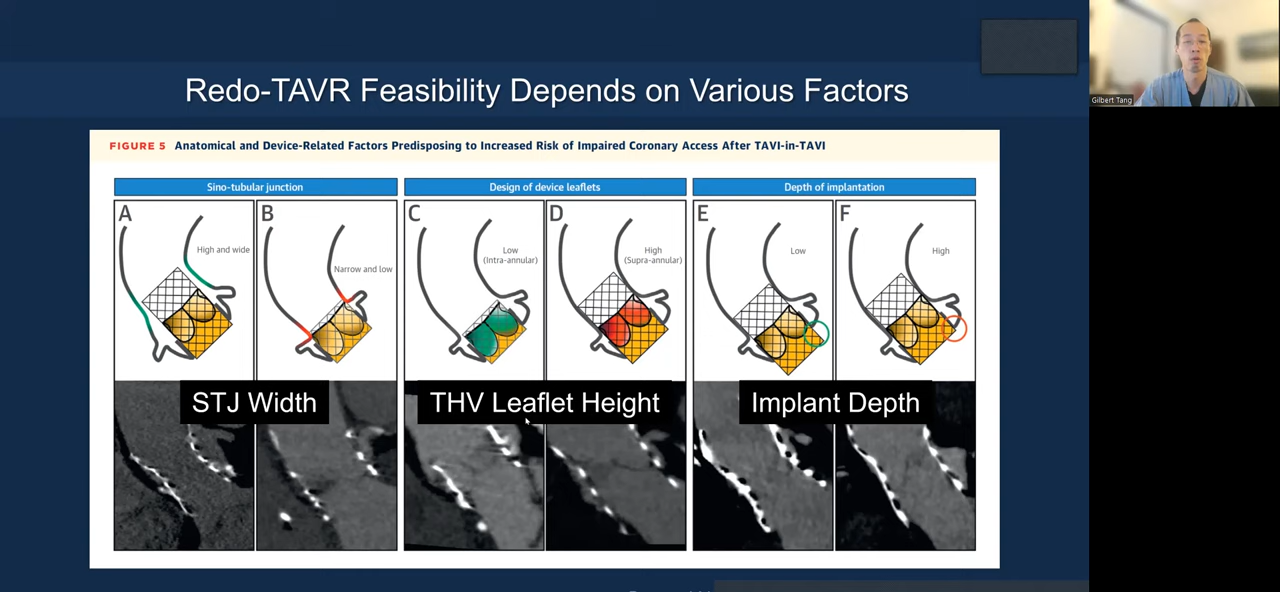 Redo-TAVR Feasibility Depends on Various Factors
Gilbert Tang
FIGURE 5 Anatomical and Device-Related Factors Predisposing to Increased Risk of Impaired Coronary Access After TAVI-in-TAVI
Sino-tubular junction
Design of device leaflets
Depth of implantation
A
High and wide
B
Narrow and low
C
Low
(Intra-annular)
D
High
(Supra-annular)
E
Low
F
High
STJ Width
THV Leaflet Height
Implant Depth